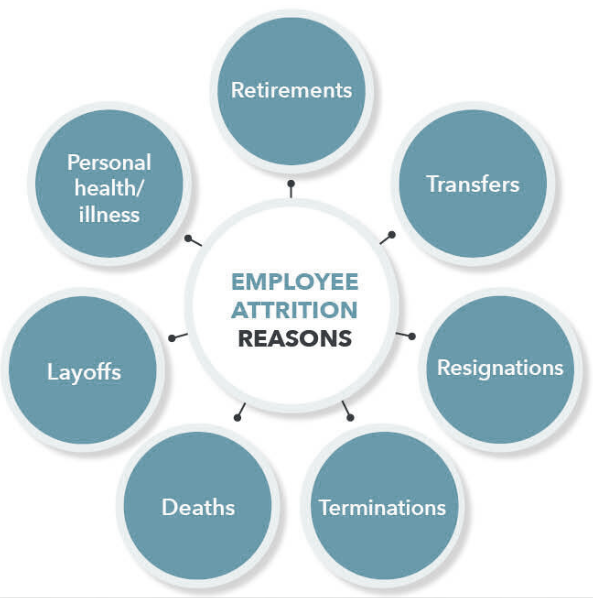 Retirements
Transfers
Resignations
Terminations
Deaths
Layoffs
Personal
health/
illness
EMPLOYEE
ATTRITION
REASONS